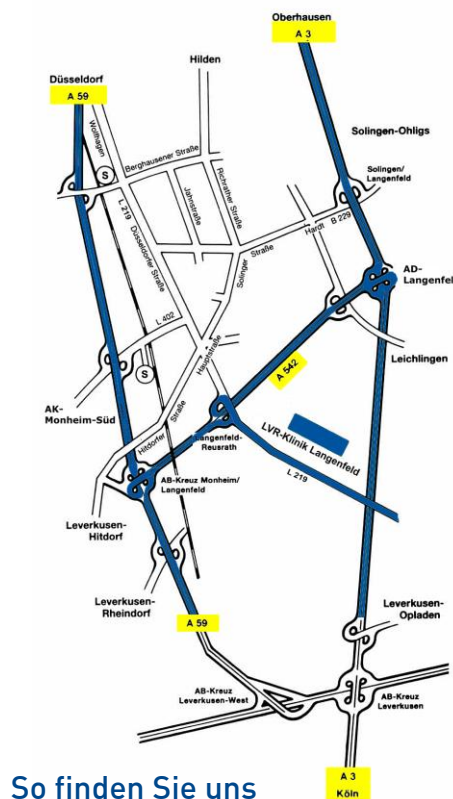 Oberhausen
A 3
Hilden
Düsseldorf
A 59
Wolfhagen
Berghausener Straße
Solingen-Ohligs
S
Solingen/
Langenfeld
Jahnstraße
Richrather Straße
L 219
Düsseldorfer
Straße
Hardt
B 229
Solinger
Straße
AD-
Langenfel
L 402
Hauptstraße
A 542
Leichlingen
S
AK-
Monheim-Süd
Hitdorfer
Straße
Langenfeld-
Reusrath
LVR-Klinik Langenfeld
L 219
AB-Kreuz Monheim/
Langenfeld
Leverkusen-
Hitdorf
Leverkusen-
Rheindorf
A 59
Leverkusen-
Opladen
AB-Kreuz
Leverkusen-West
AB-Kreuz
Leverkusen
A 3
Köln
So finden Sie uns